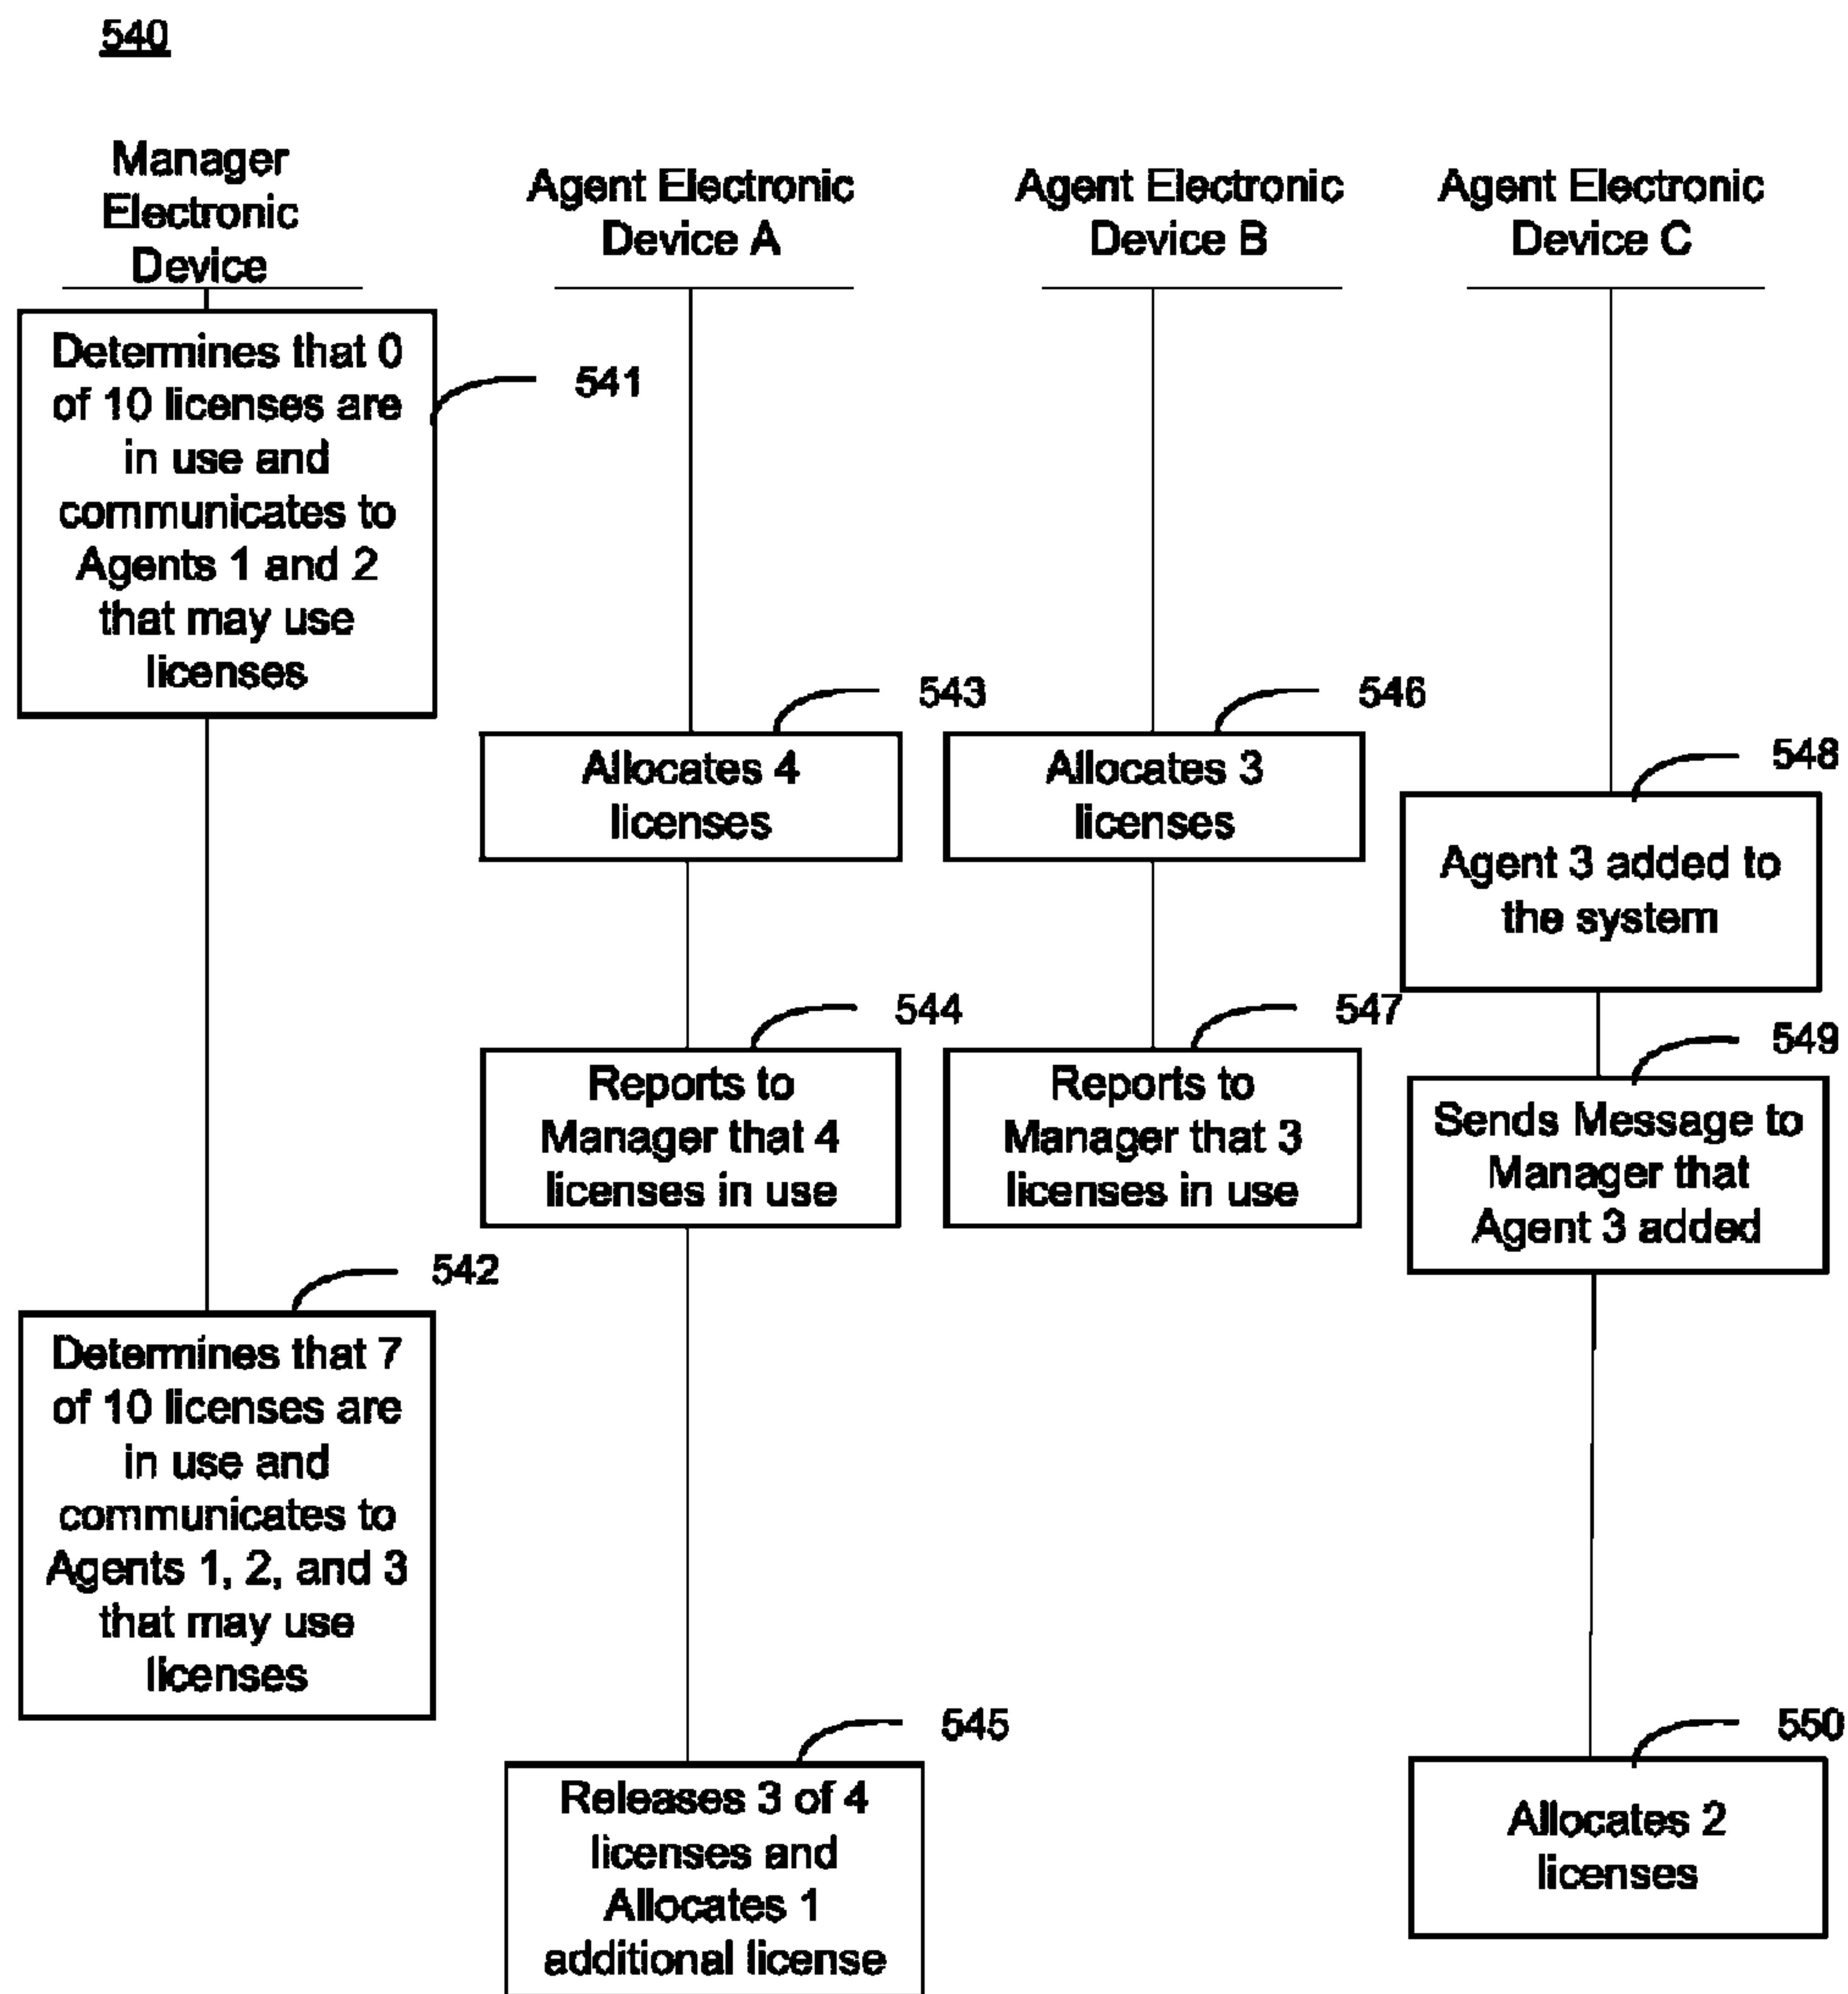 540
Manager
Electronic
Device
Agent Electronic
Device A
Agent Electronic
Device B
Agent Electronic
Device C
Determines that 0
of 10 licenses are
in use and
communicates to
Agents 1 and 2
that may use
licenses
541
543
Allocates 4
licenses
546
Allocates 3
licenses
548
Agent 3 added to
the system
544
Reports to
Manager that 4
licenses in use
547
Reports to
Manager that 3
licenses in use
549
Sends Message to
Manager that
Agent 3 added
542
Determines that 7
of 10 licenses are
in use and
communicates to
Agents 1, 2, and 3
that may use
licenses
545
Releases 3 of 4
licenses and
Allocates 1
additional license
550
Allocates 2
licenses